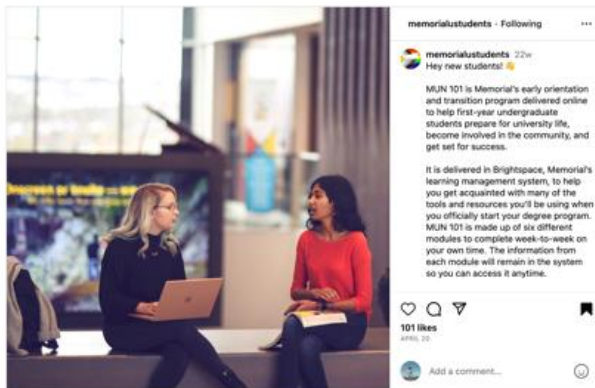 memorialustudents · Following
memorialustudents 22w
Hey new students! 👋
MUN 101 is Memorial's early orientation
and transition program delivered online
to help first-year undergraduate
students prepare for university life,
become involved in the community, and
get set for success.
It is delivered in Brightspace, Memorial's
learning management system, to help
you get acquainted with many of the
tools and resources you'll be using when
you officially start your degree program.
MUN 101 is made up of six different
modules to complete week-to-week on
your own time. The information from
each module will remain in the system
so you can access it anytime.
101 likes
APRIL 20
Add a comment...